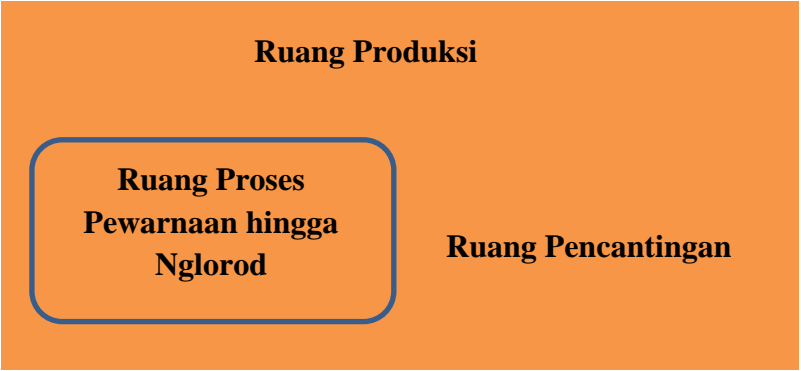 Ruang Produksi
Ruang Proses
Pewarnaan hingga
Nglorod
Ruang Pencantingan